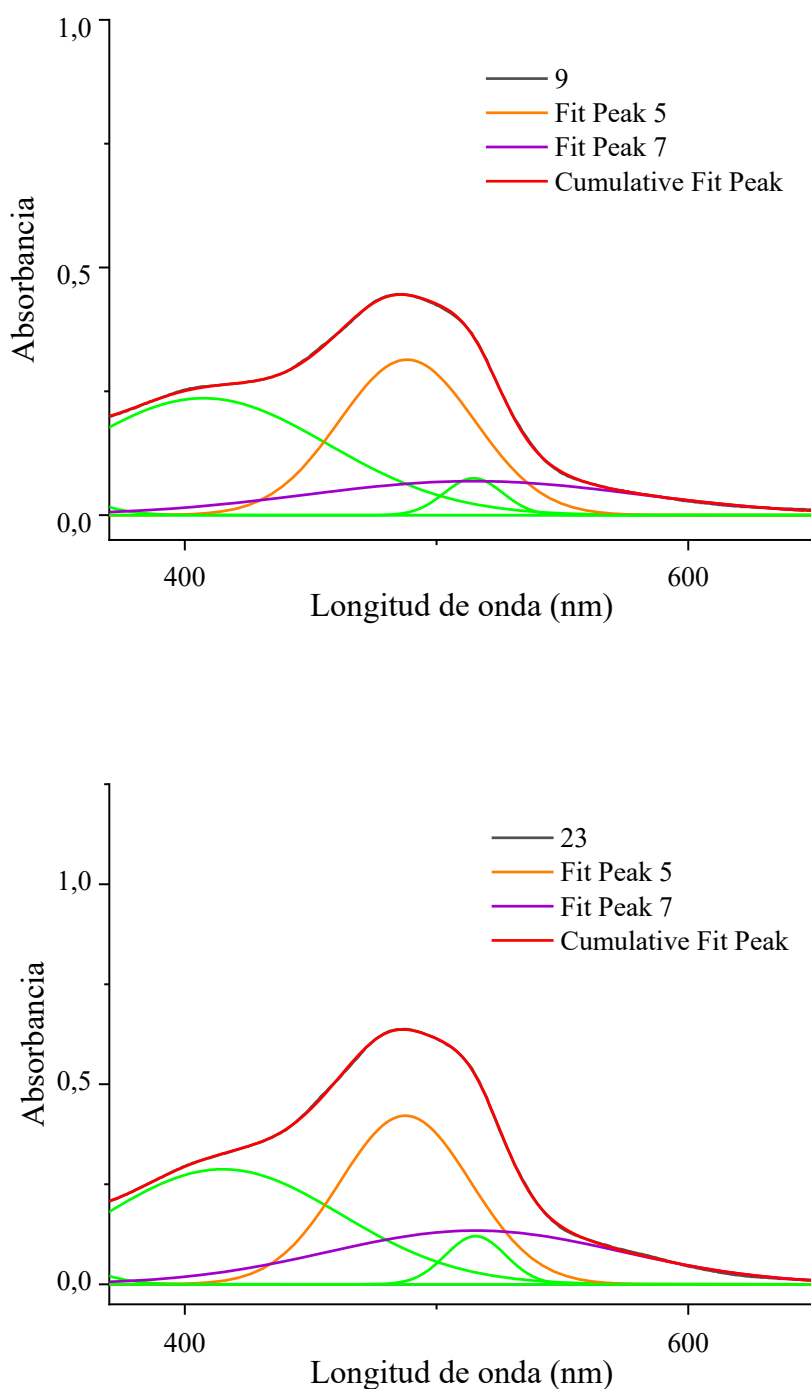 1,0
9
Fit Peak 5
Fit Peak 7
Cumulative Fit Peak
0,5
Absorbancia
0,0
400
600
Longitud de onda (nm)
23
1,0
Fit Peak 5
Fit Peak 7
Cumulative Fit Peak
0,5
Absorbancia
0,0
400
600
Longitud de onda (nm)